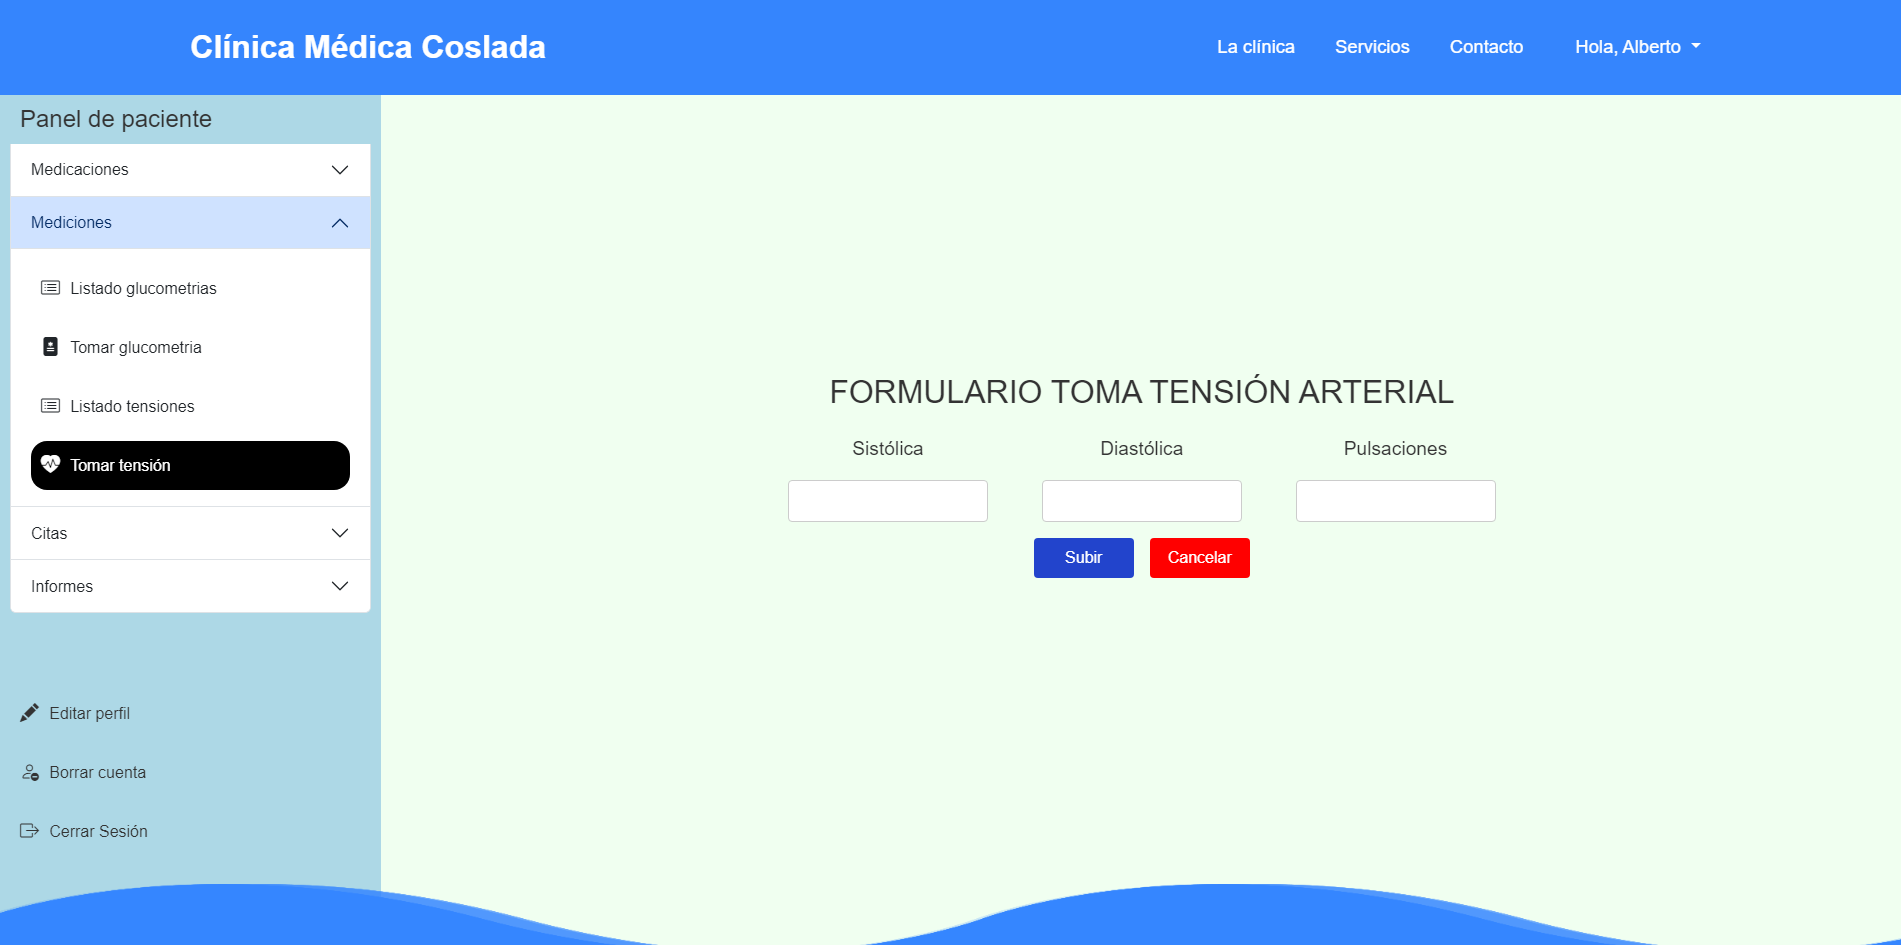 Clínica Médica Coslada
La clínica
Servicios
Contacto
Hola, Alberto
Panel de paciente
Medicaciones
Mediciones
Listado glucometrias
Tomar glucometria
Listado tensiones
Tomar tensión
Citas
Informes
Editar perfil
Borrar cuenta
Cerrar Sesión
FORMULARIO TOMA TENSIÓN ARTERIAL
Sistólica
Diastólica
Pulsaciones
Subir
Cancelar